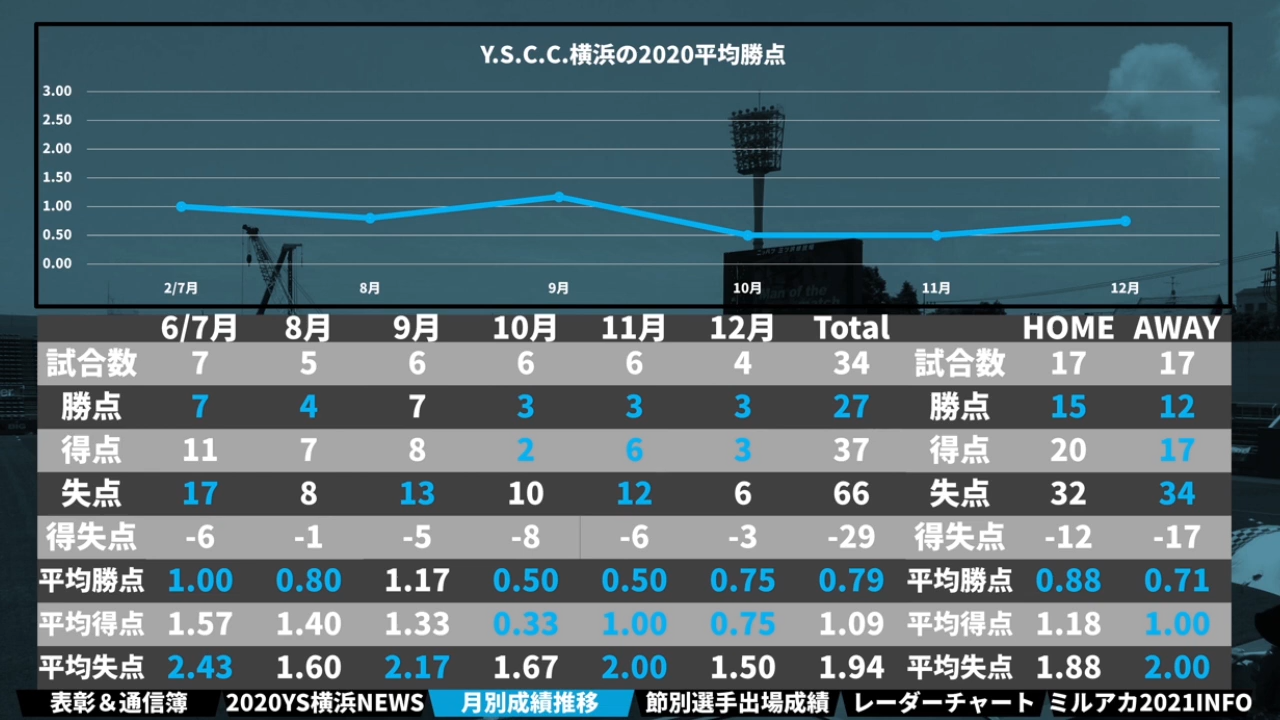 Y.S.C.C.横浜の2020平均勝点
3.00
2.50
2.00
1.50
1.00
0.50
0.00
2/7月 8月 9月 10月 11月 12月
6/7月 8月 9月 10月 11月 12月 Total HOME AWAY
試合数 7 5 6 6 6 4 34 試合数 17 17
勝点 7 4 7 3 3 3 27 勝点 15 12
得点 11 7 8 2 6 3 37 得点 20 17
失点 17 8 13 10 12 6 66 失点 32 34
得失点 -6 -1 -5 -8 -6 -3 -29 得失点 -12 -17
平均勝点 1.00 0.80 1.17 0.50 0.50 0.75 0.79 平均勝点 0.88 0.71
平均得点 1.57 1.40 1.33 0.33 1.00 0.75 1.09 平均得点 1.18 1.00
平均失点 2.43 1.60 2.17 1.67 2.00 1.50 1.94 平均失点 1.88 2.00
表彰&通信簿 2020YS横浜NEWS 月別成績推移 節別選手出場成績 レーダーチャート ミルアカ2021INFO